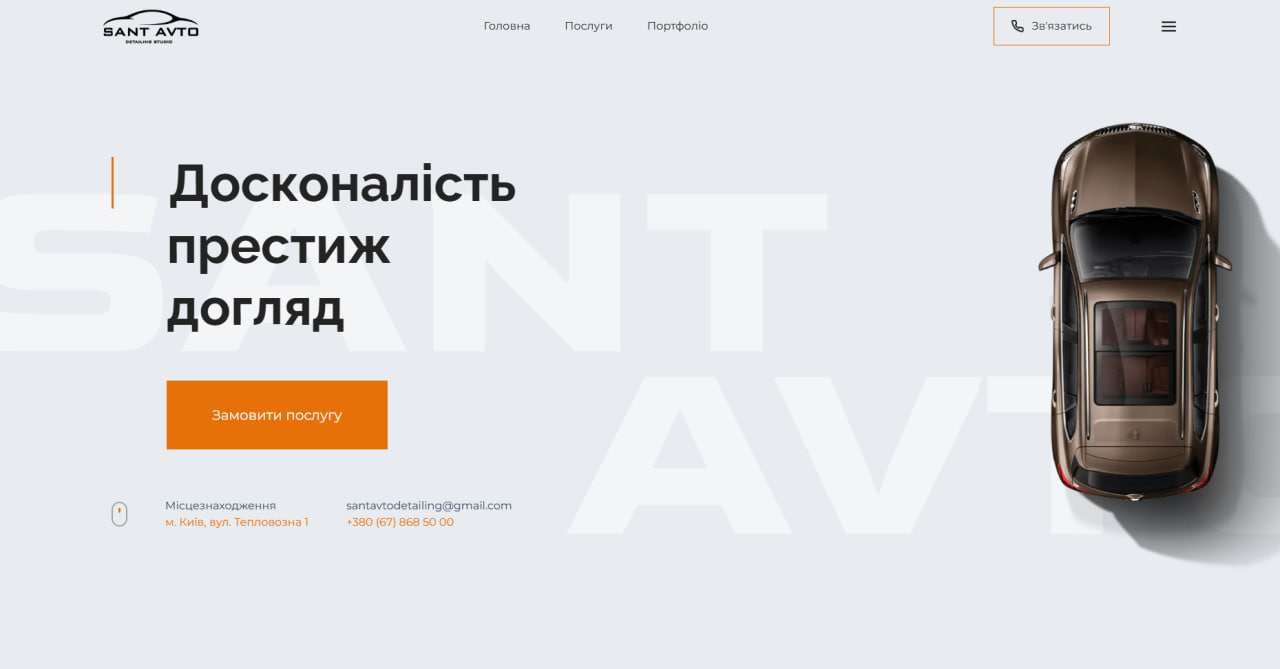 SANT AVTO
DETAILING STUDIO
Головна
Послуги
Портфоліо
Зв'язатись
SANT
AVTO
Досконалість
престиж
догляд
Замовити послугу
Місцезнаходження
м. Київ, вул. Тепловозна 1
santavtodetailing@gmail.com
+380 (67) 868 50 00